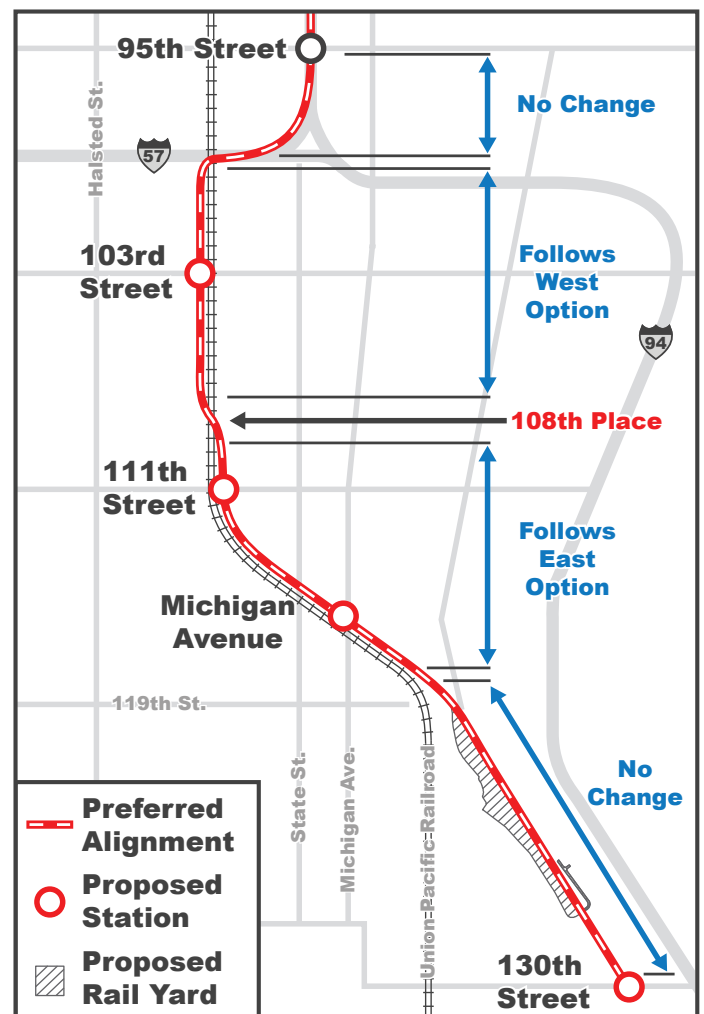 95th Street
Halsted St.
No Change
57
103rd
Street
Follows
West
Option
94
108th Place
111th
Street
Follows
East
Option
Michigan
Avenue
119th St.
State St.
Michigan Ave.
Union Pacific Railroad
No
Change
Preferred
Alignment
Proposed
Station
Proposed
Rail Yard
130th
Street